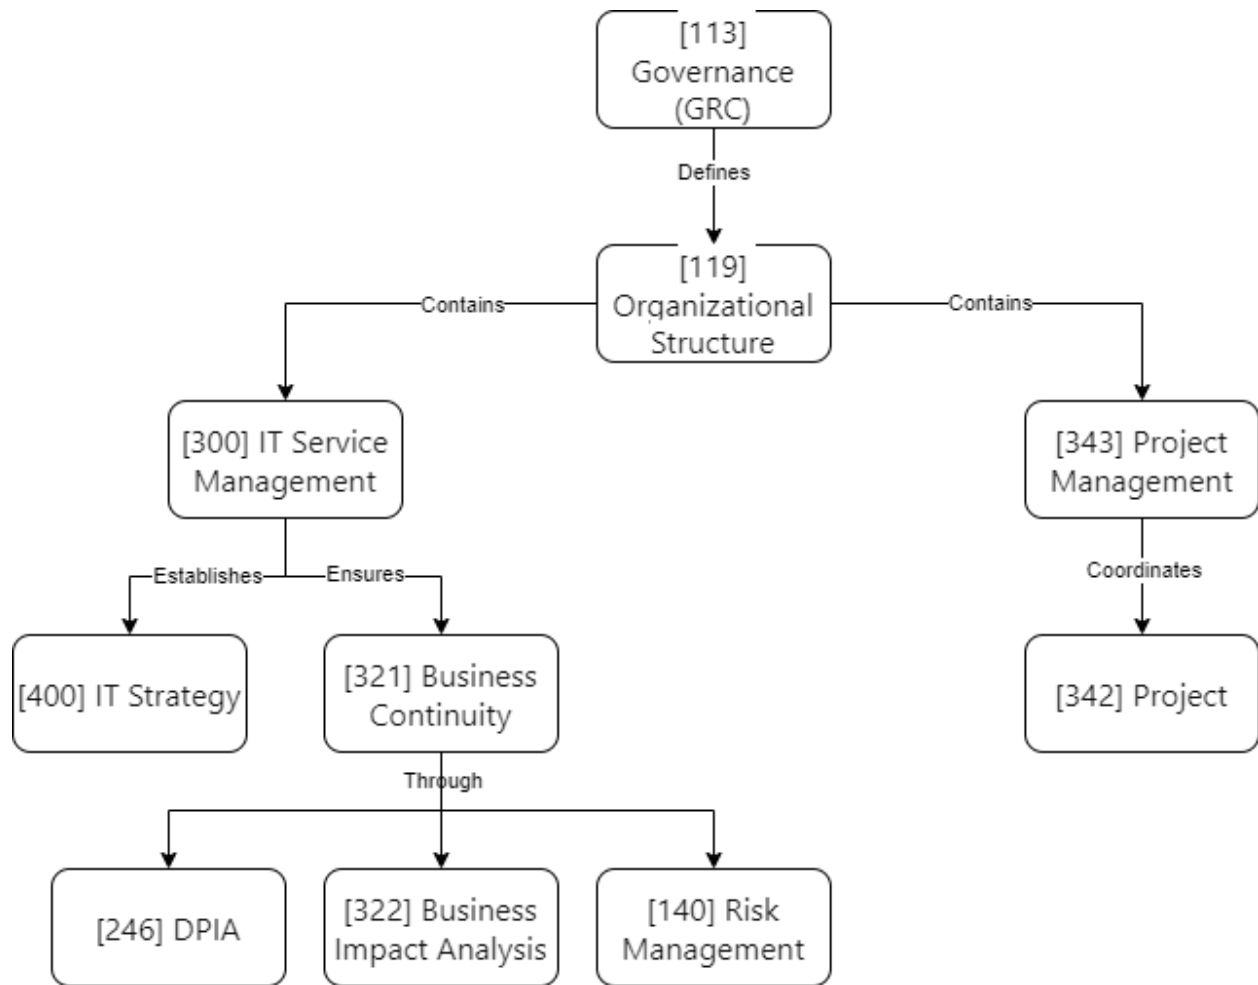 [113]
Governance
(GRC)
Defines
[119]
Organizational
Structure
Contains
Contains
[300] IT Service
Management
[343] Project
Management
Establishes
Ensures
Coordinates
[400] IT Strategy
[321] Business
Continuity
[342] Project
Through
[246] DPIA
[322] Business
Impact Analysis
[140] Risk
Management